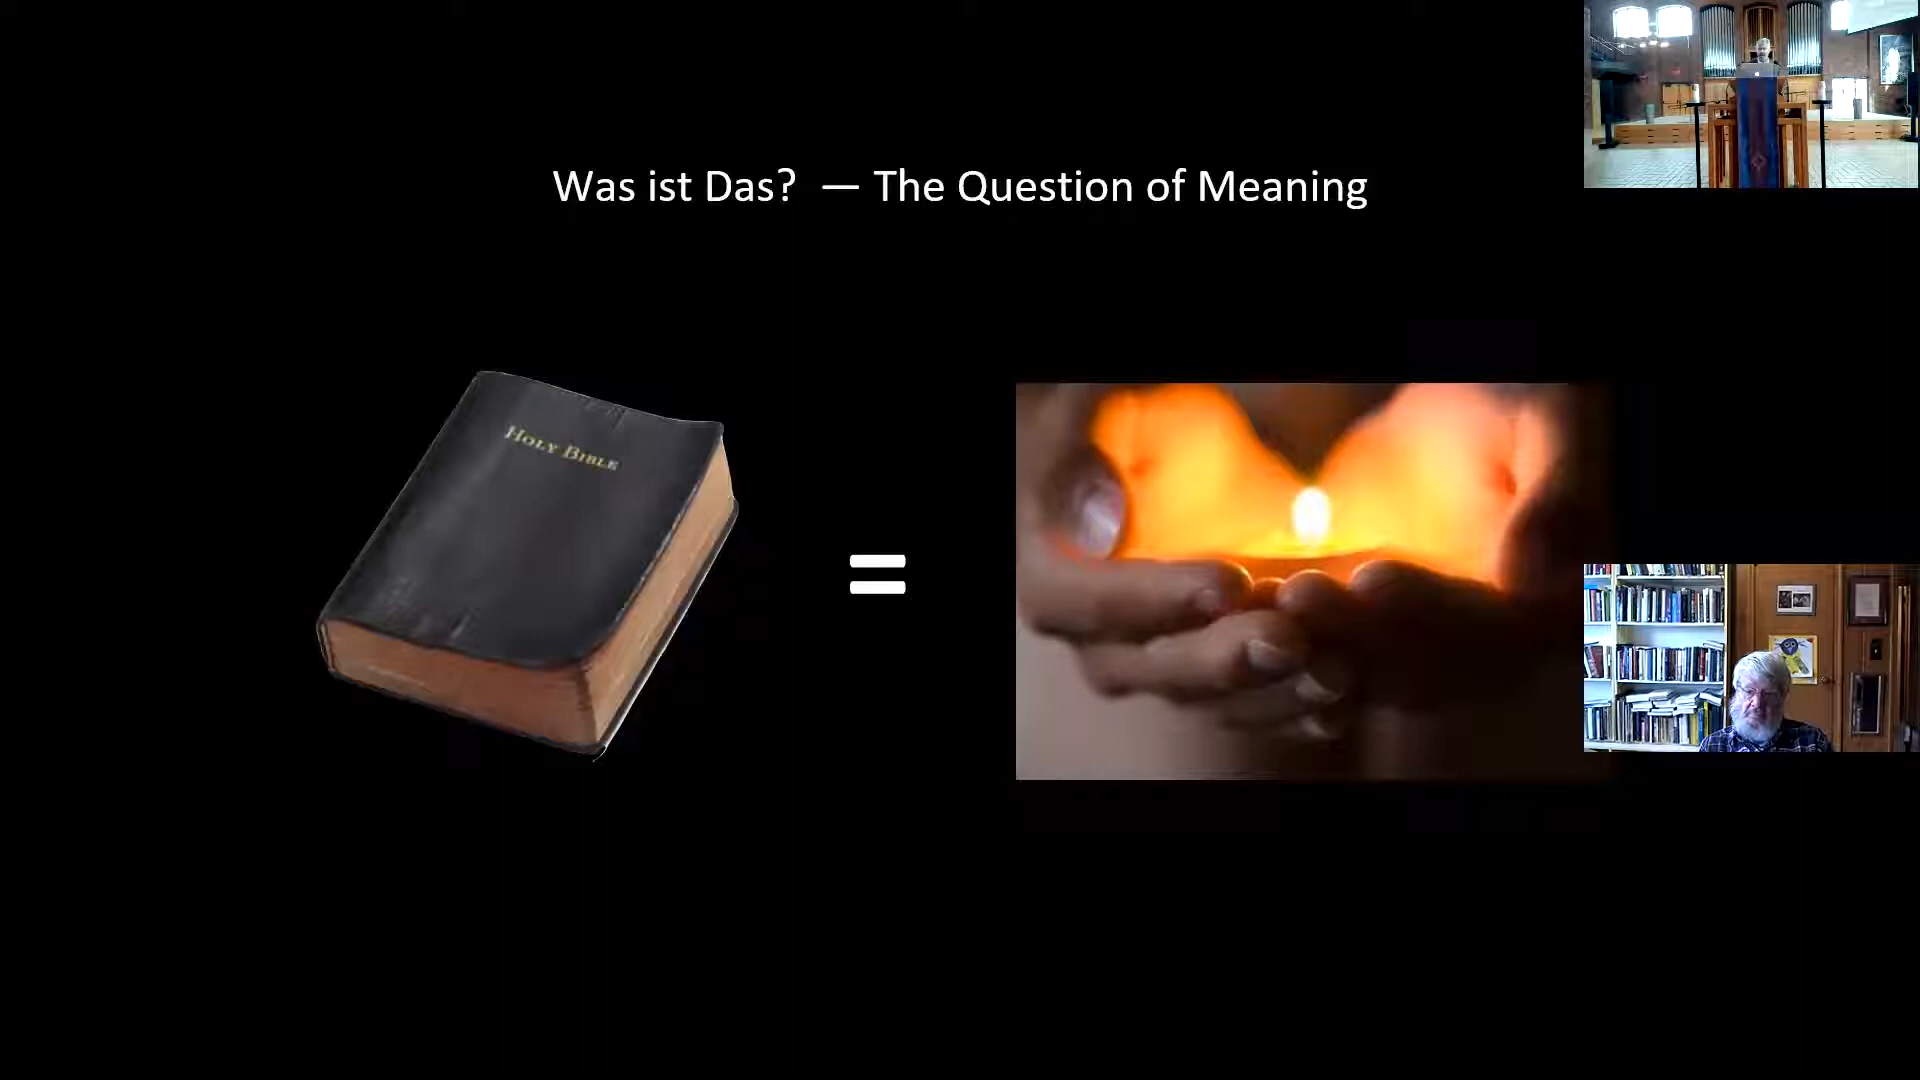 Was ist Das? — The Question of Meaning
HOLY BIBLE
=